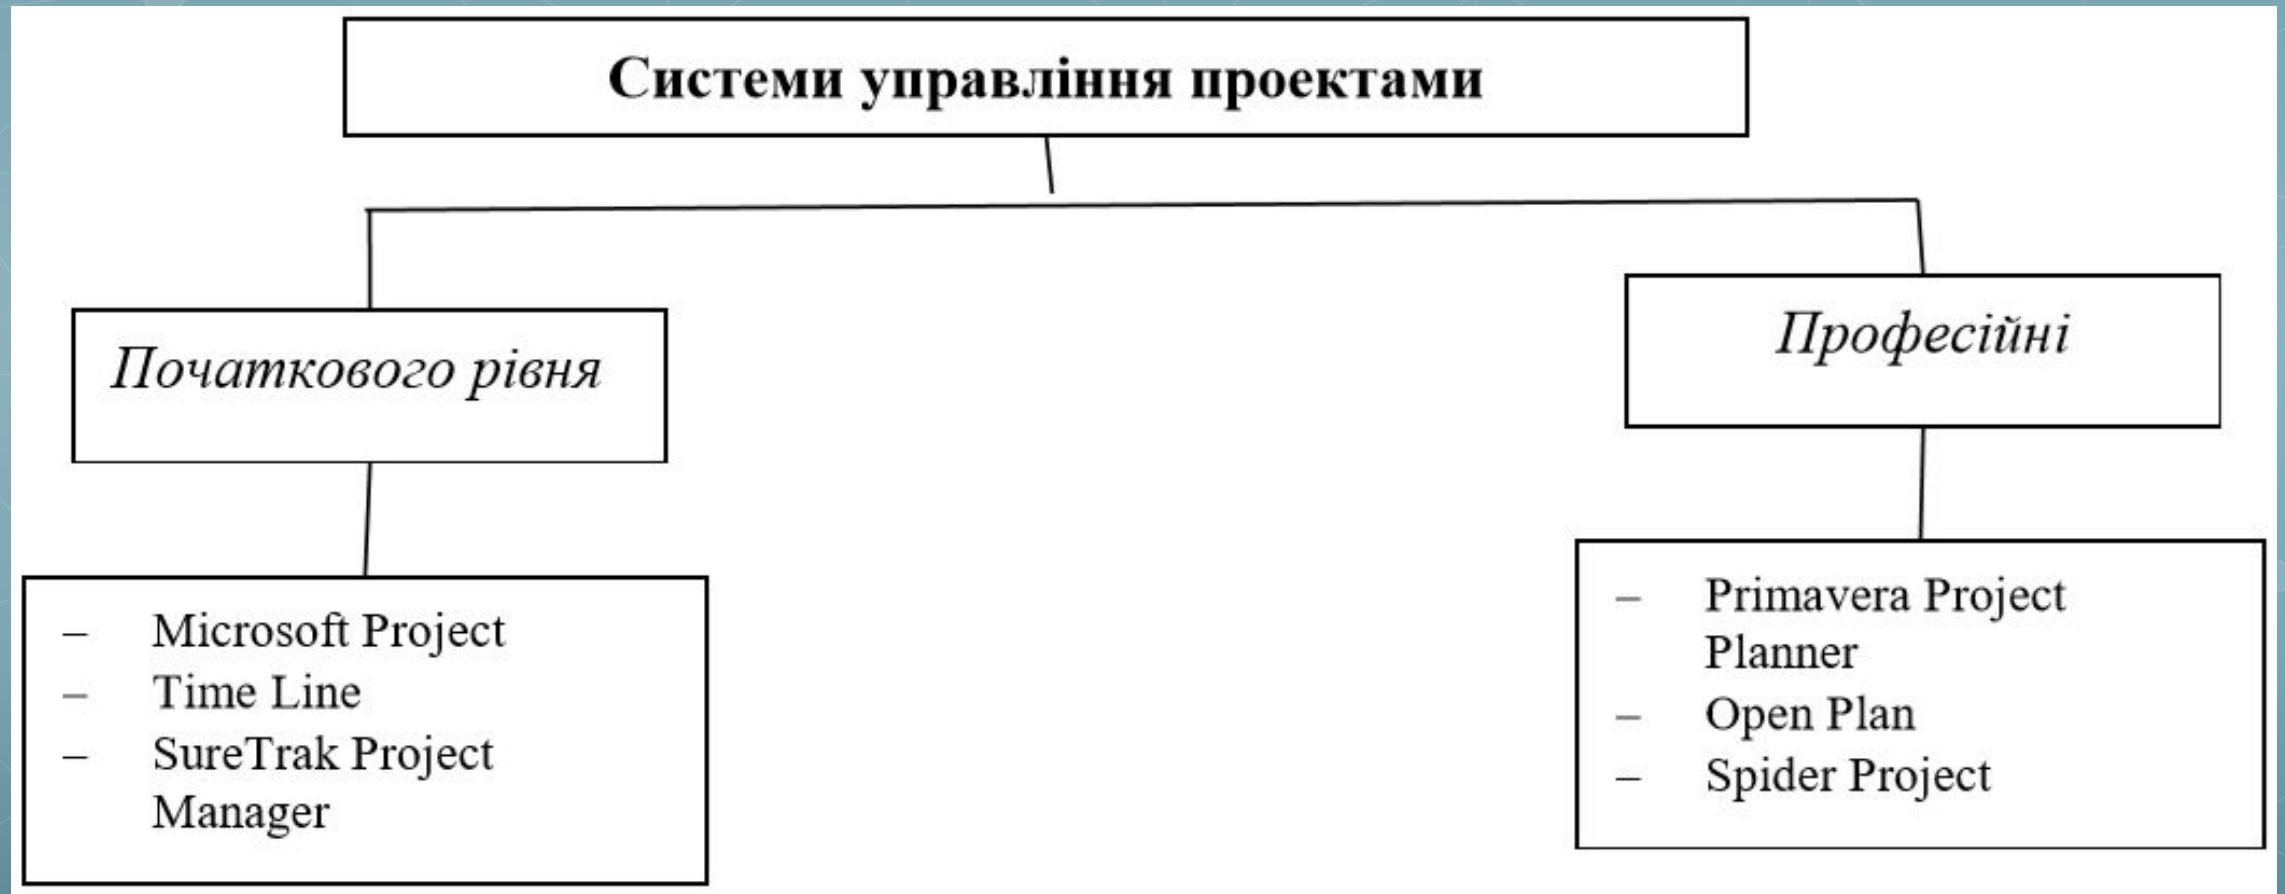 Системи управління проектами
Початкового рівня
– Microsoft Project
– Time Line
– SureTrak Project
Manager
Професійні
– Primavera Project
Planner
– Open Plan
– Spider Project